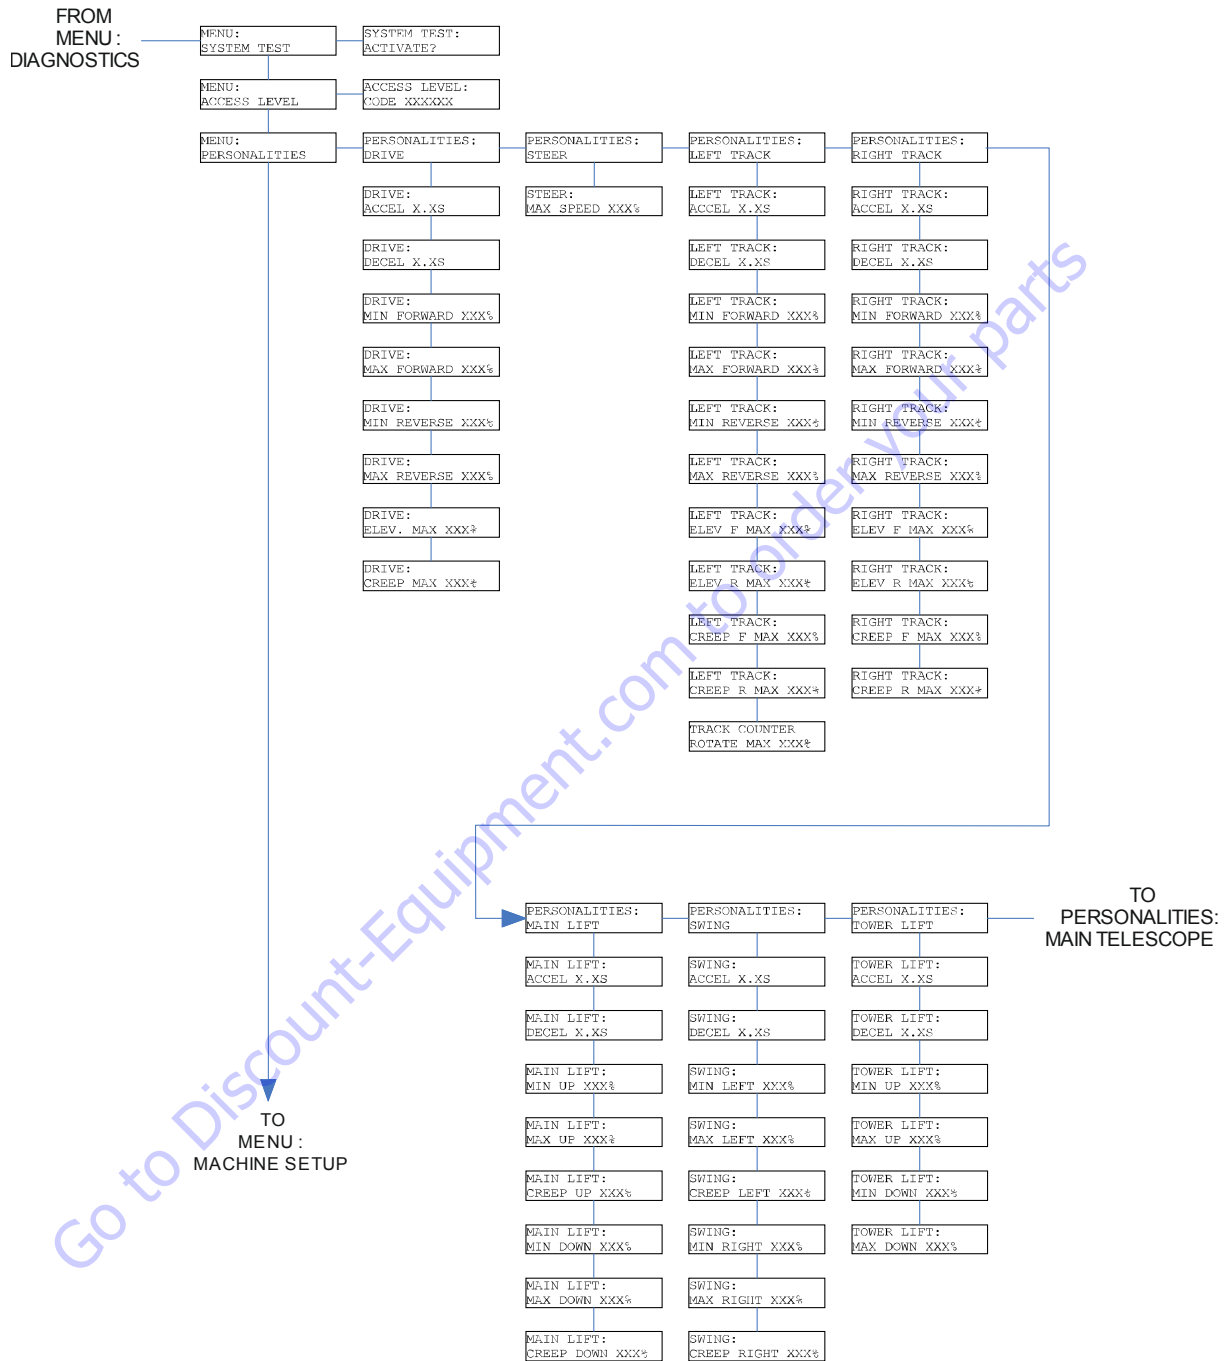 FROM
MENU :
DIAGNOSTICS
MENU:
SYSTEM TEST
SYSTEM TEST:
ACTIVATE?
MENU:
ACCESS LEVEL
ACCESS LEVEL:
CODE XXXXXX
MENU:
PERSONALITIES
PERSONALITIES:
DRIVE
DRIVE:
ACCEL X.XS
DRIVE:
DECEL X.XS
DRIVE:
MIN FORWARD XXX%
DRIVE:
MAX FORWARD XXX%
DRIVE:
MIN REVERSE XXX%
DRIVE:
MAX REVERSE XXX%
DRIVE:
ELEV. MAX XXX%
DRIVE:
CREEP MAX XXX%
PERSONALITIES:
STEER
STEER:
MAX SPEED XXX%
PERSONALITIES:
LEFT TRACK
LEFT TRACK:
ACCEL X.XS
LEFT TRACK:
DECEL X.XS
LEFT TRACK:
MIN FORWARD XXX%
LEFT TRACK:
MAX FORWARD XXX%
LEFT TRACK:
MIN REVERSE XXX%
LEFT TRACK:
MAX REVERSE XXX%
LEFT TRACK:
ELEV F MAX XXX%
LEFT TRACK:
ELEV R MAX XXX%
LEFT TRACK:
CREEP F MAX XXX%
LEFT TRACK:
CREEP R MAX XXX%
TRACK COUNTER
ROTATE MAX XXX%
PERSONALITIES:
RIGHT TRACK
RIGHT TRACK:
ACCEL X.XS
RIGHT TRACK:
DECEL X.XS
RIGHT TRACK:
MIN FORWARD XXX%
RIGHT TRACK:
MAX FORWARD XXX%
RIGHT TRACK:
MIN REVERSE XXX%
RIGHT TRACK:
MAX REVERSE XXX%
RIGHT TRACK:
ELEV F MAX XXX%
RIGHT TRACK:
ELEV R MAX XXX%
RIGHT TRACK:
CREEP F MAX XXX%
RIGHT TRACK:
CREEP R MAX XXX%
PERSONALITIES:
MAIN LIFT
MAIN LIFT:
ACCEL X.XS
MAIN LIFT:
DECEL X.XS
MAIN LIFT:
MIN UP XXX%
MAIN LIFT:
MAX UP XXX%
MAIN LIFT:
CREEP UP XXX%
MAIN LIFT:
MIN DOWN XXX%
MAIN LIFT:
MAX DOWN XXX%
MAIN LIFT:
CREEP DOWN XXX%
PERSONALITIES:
SWING
SWING:
ACCEL X.XS
SWING:
DECEL X.XS
SWING:
MIN LEFT XXX%
SWING:
MAX LEFT XXX%
SWING:
CREEP LEFT XXX%
SWING:
MIN RIGHT XXX%
SWING:
MAX RIGHT XXX%
SWING:
CREEP RIGHT XXX%
PERSONALITIES:
TOWER LIFT
TOWER LIFT:
ACCEL X.XS
TOWER LIFT:
DECEL X.XS
TOWER LIFT:
MIN UP XXX%
TOWER LIFT:
MAX UP XXX%
TOWER LIFT:
MIN DOWN XXX%
TOWER LIFT:
MAX DOWN XXX%
TO
PERSONALITIES:
MAIN TELESCOPE
TO
MENU :
MACHINE SETUP
Go to Discount-Equipment.com to order your parts